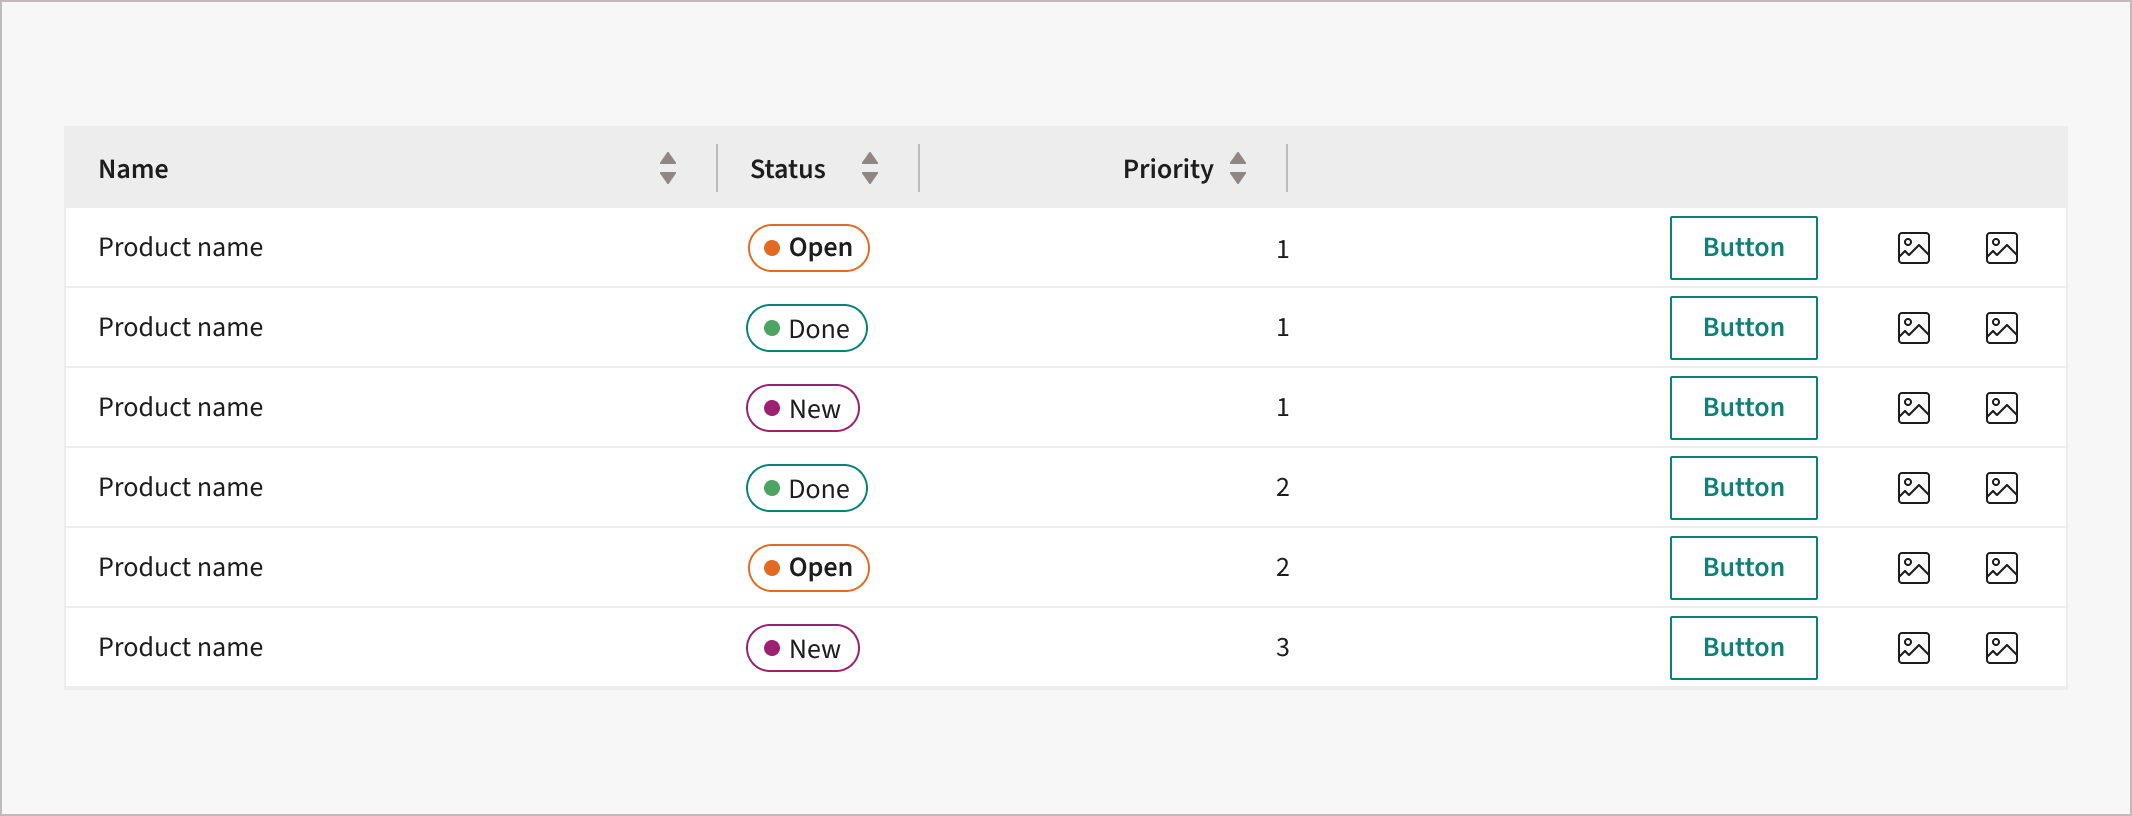 Name Status Priority
Product name Open 1 Button
Product name Done 1 Button
Product name New 1 Button
Product name Done 2 Button
Product name Open 2 Button
Product name New 3 Button